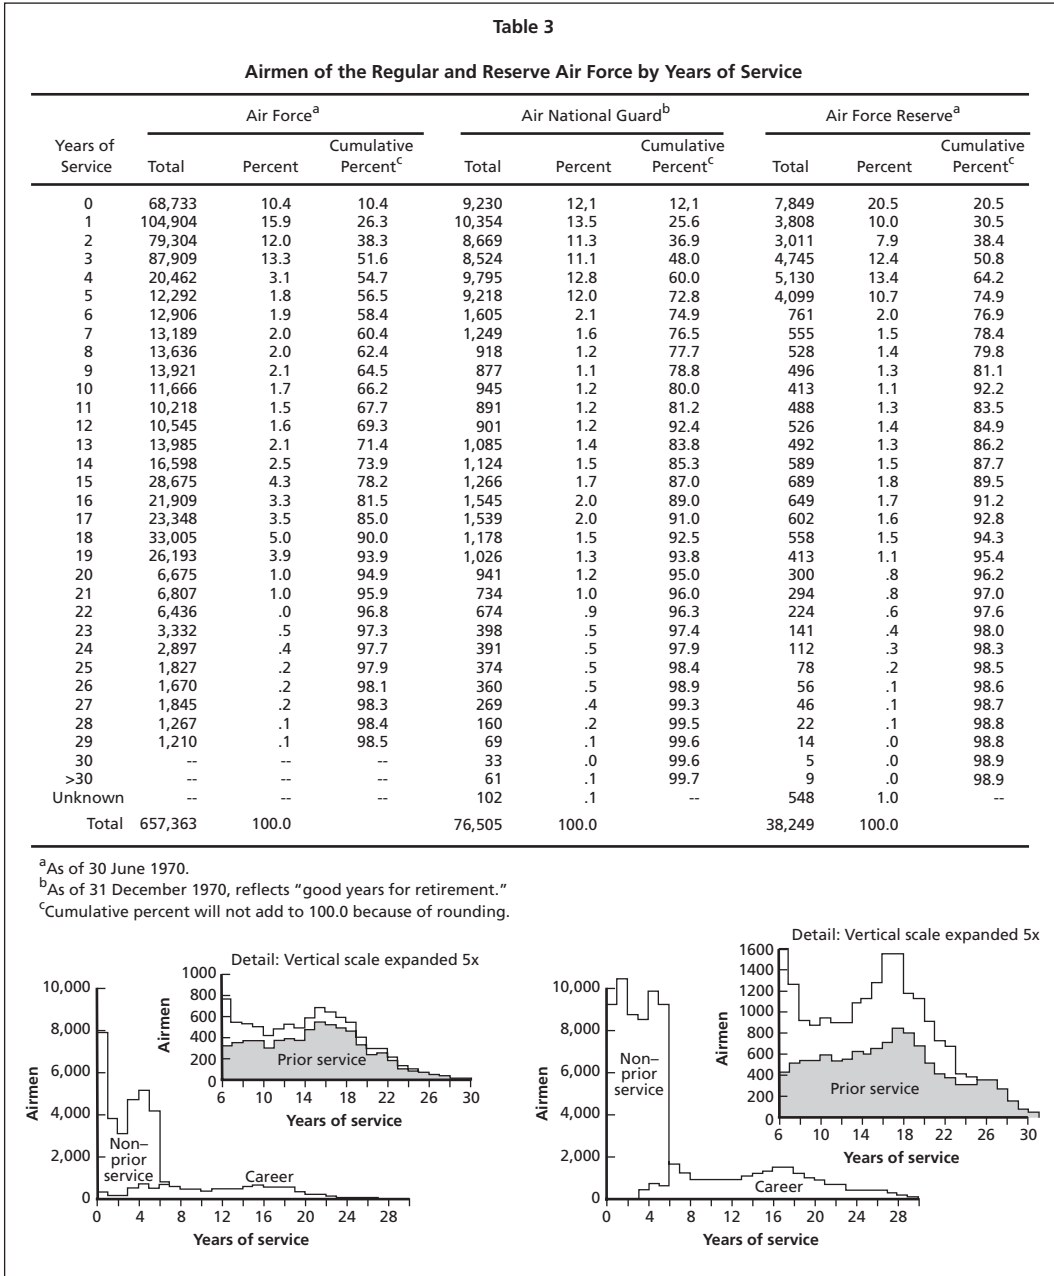 Table 3
Airmen of the Regular and Reserve Air Force by Years of Service
Air Forceᵃ Air National Guardᵇ Air Force Reserveᵃ
Years of Cumulative Cumulative Cumulative
Service Total Percent Percentᶜ Total Percent Percentᶜ Total Percent Percentᶜ
0 68,733 10.4 10.4 9,230 12,1 12,1 7,849 20.5 20.5
1 104,904 15.9 26.3 10,354 13.5 25.6 3,808 10.0 30.5
2 79,304 12.0 38.3 8,669 11.3 36.9 3,011 7.9 38.4
3 87,909 13.3 51.6 8,524 11.1 48.0 4,745 12.4 50.8
4 20,462 3.1 54.7 9,795 12.8 60.0 5,130 13.4 64.2
5 12,292 1.8 56.5 9,218 12.0 72.8 4,099 10.7 74.9
6 12,906 1.9 58.4 1,605 2.1 74.9 761 2.0 76.9
7 13,189 2.0 60.4 1,249 1.6 76.5 555 1.5 78.4
8 13,636 2.0 62.4 918 1.2 77.7 528 1.4 79.8
9 13,921 2.1 64.5 877 1.1 78.8 496 1.3 81.1
10 11,666 1.7 66.2 945 1.2 80.0 413 1.1 92.2
11 10,218 1.5 67.7 891 1.2 81.2 488 1.3 83.5
12 10,545 1.6 69.3 901 1.2 92.4 526 1.4 84.9
13 13,985 2.1 71.4 1,085 1.4 83.8 492 1.3 86.2
14 16,598 2.5 73.9 1,124 1.5 85.3 589 1.5 87.7
15 28,675 4.3 78.2 1,266 1.7 87.0 689 1.8 89.5
16 21,909 3.3 81.5 1,545 2.0 89.0 649 1.7 91.2
17 23,348 3.5 85.0 1,539 2.0 91.0 602 1.6 92.8
18 33,005 5.0 90.0 1,178 1.5 92.5 558 1.5 94.3
19 26,193 3.9 93.9 1,026 1.3 93.8 413 1.1 95.4
20 6,675 1.0 94.9 941 1.2 95.0 300 .8 96.2
21 6,807 1.0 95.9 734 1.0 96.0 294 .8 97.0
22 6,436 .0 96.8 674 .9 96.3 224 .6 97.6
23 3,332 .5 97.3 398 .5 97.4 141 .4 98.0
24 2,897 .4 97.7 391 .5 97.9 112 .3 98.3
25 1,827 .2 97.9 374 .5 98.4 78 .2 98.5
26 1,670 .2 98.1 360 .5 98.9 56 .1 98.6
27 1,845 .2 98.3 269 .4 99.3 46 .1 98.7
28 1,267 .1 98.4 160 .2 99.5 22 .1 98.8
29 1,210 .1 98.5 69 .1 99.6 14 .0 98.8
30 -- -- -- 33 .0 99.6 5 .0 98.9
>30 -- -- -- 61 .1 99.7 9 .0 98.9
Unknown -- -- -- 102 .1 -- 548 1.0 --
Total 657,363 100.0 76,505 100.0 38,249 100.0
ᵃAs of 30 June 1970.
ᵇAs of 31 December 1970, reflects “good years for retirement.”
ᶜCumulative percent will not add to 100.0 because of rounding.
Detail: Vertical scale expanded 5x
1000
800
600
400
200
0
Airmen
Prior service
6 10 14 18 22 26 30
Years of service
10,000
8,000
6,000
4,000
2,000
0
Airmen
Non–
prior
service
Career
0 4 8 12 16 20 24 28
Years of service
Detail: Vertical scale expanded 5x
1600
1400
1200
1000
800
600
400
200
0
Airmen
Prior service
6 10 14 18 22 26 30
Years of service
10,000
8,000
6,000
4,000
2,000
0
Airmen
Non–
prior
service
Career
0 4 8 12 16 20 24 28
Years of service